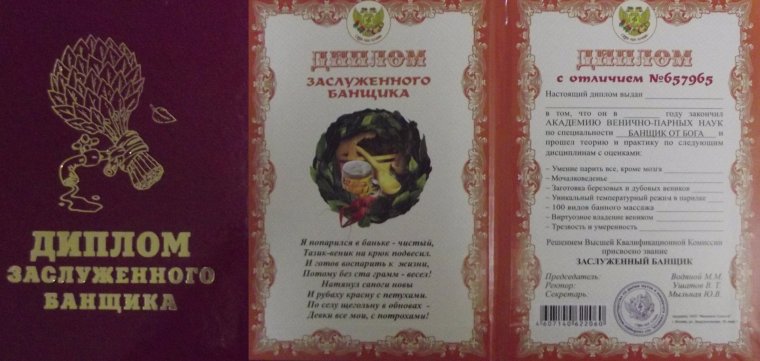 ДИПЛОМ
ЗАСЛУЖЕННОГО
БАНЩИКА
ДИПЛОМ
ЗАСЛУЖЕННОГО
БАНЩИКА
Я попарился в баньке - чистый,
Тазик-веник на крюк подвесил.
И готов воспарить к жизни,
Потому без ста грамм - весел!
Натянул сапоги новы
И рубаху красну с петухами.
По селу щегольну в обновах -
Девки все мои, с потрохами!
ДИПЛОМ
с отличием №657965
Настоящий диплом выдан
в том, что он в году закончил
АКАДЕМИЮ ВЕНИЧНО-ПАРНЫХ НАУК
по специальности БАНЩИК ОТ БОГА и
прошел теорию и практику по следующим
дисциплинам с оценками:
- Умение парить все, кроме мозга
- Мочалковеденье
- Заготовка березовых и дубовых веников
- Уникальный температурный режим в парилке
- 100 видов банного массажа
- Виртуозное владение веником
- Трезвость и умеренность
Решением Высшей Квалификационной Комиссии
присвоено звание
ЗАСЛУЖЕННЫЙ БАНЩИК
Председатель: Водяной М.М.
Ректор: Ушатов В. Т.
Секретарь: Мыльная Ю.В.
4607140622060